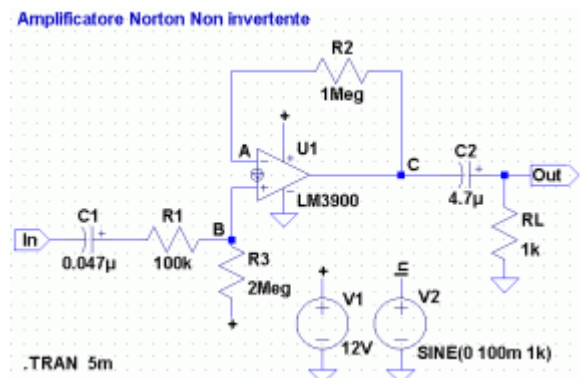 Amplificatore Norton Non invertente
R2
1Meg
+
A
U1
C
C2
+
Out
LM3900
4.7µ
In
C1
+
R1
B
0.047µ
100k
R3
2Meg
+
RL
1k
+
V1
12V
In
V2
SINE(0 100m 1k)
.TRAN 5m